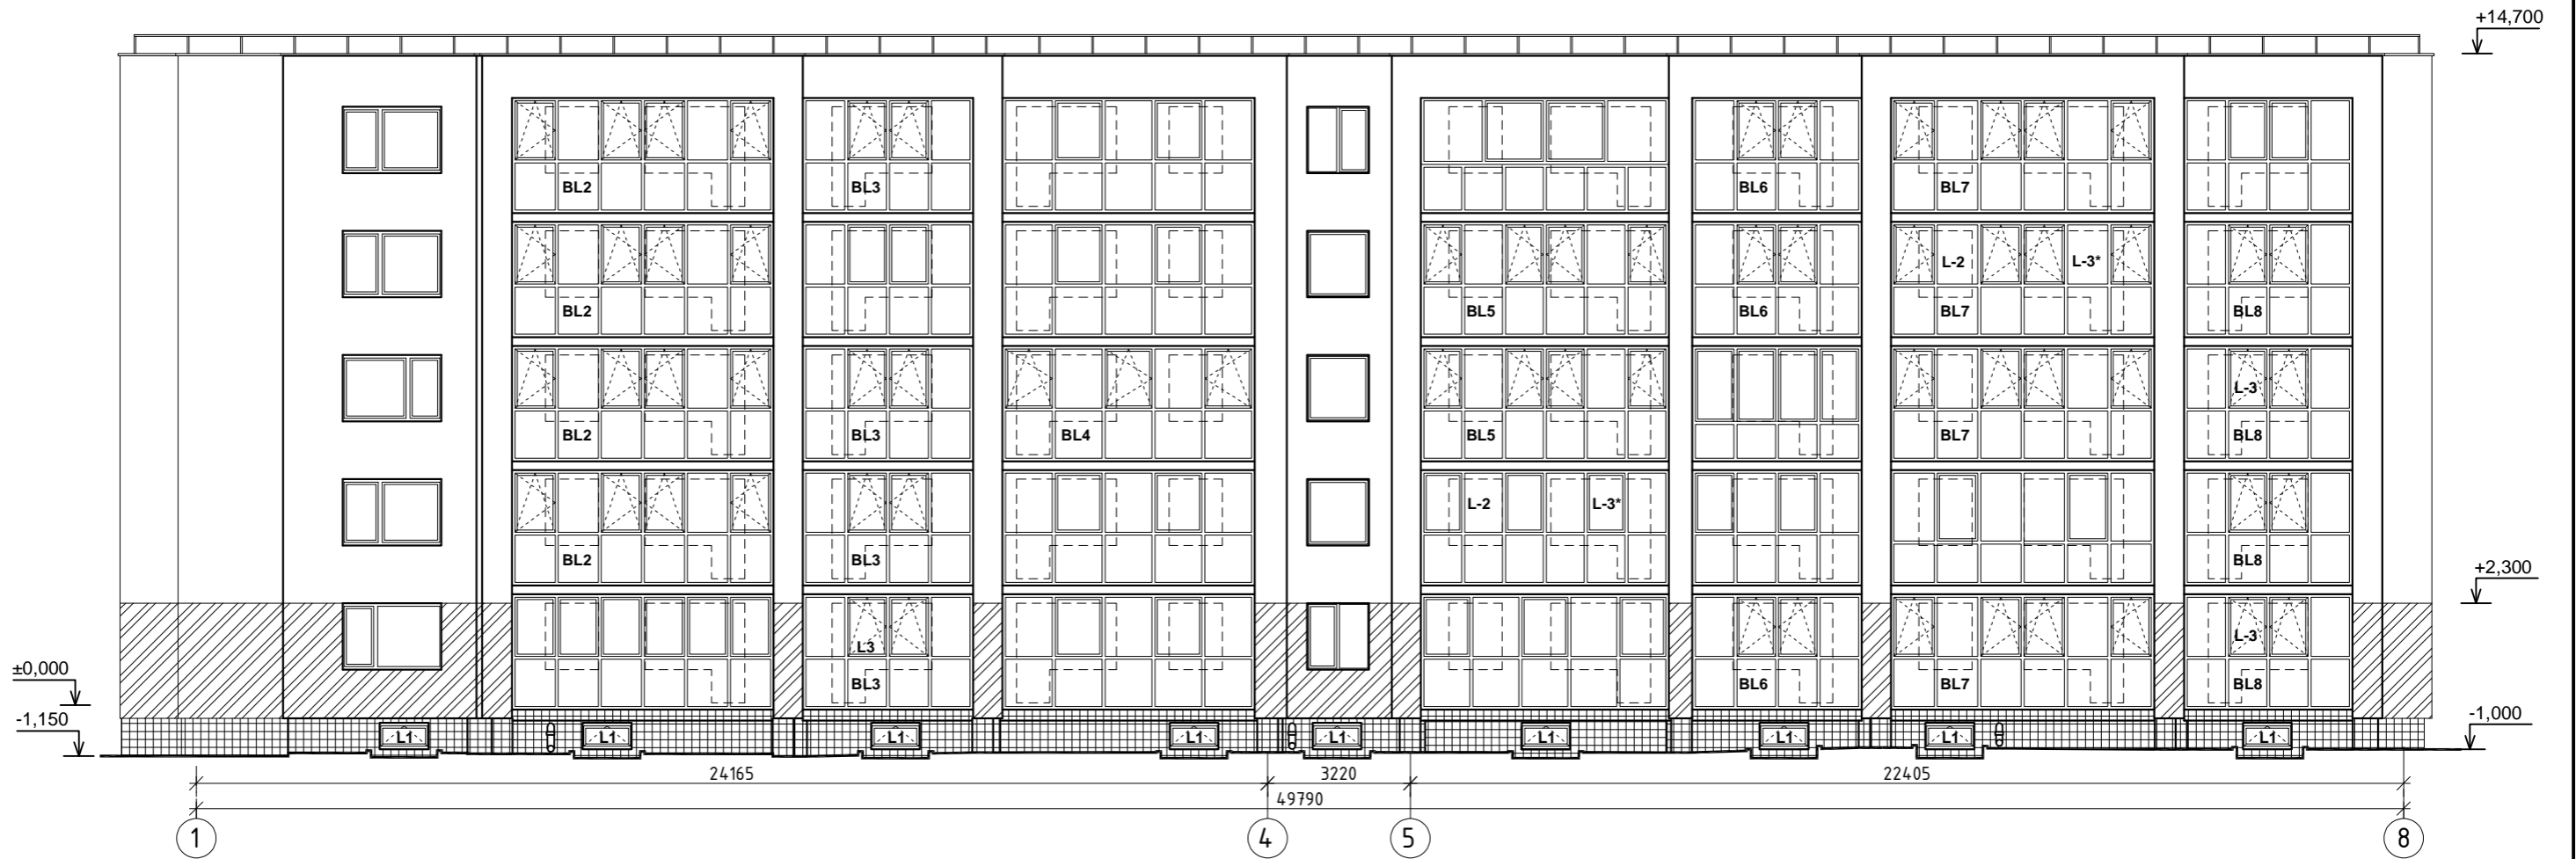 +14,700
BL2 BL3 BL6 BL7
L-2 L-3*
BL2 BL5 BL6 BL7 BL8
L-3
BL2 BL3 BL4 BL5 BL7 BL8
L-2 L-3*
BL2 BL3 BL8
+2,300
L3 L-3
±0,000
BL3 BL6 BL7 BL8
-1,150
-1,000
L1 L1 L1 L1 L1 L1 L1 L1 L1
24165 3220 22405
49790
1 4 5 8